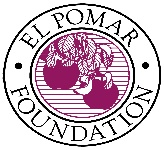 · EL POMAR ·
FOUNDATION